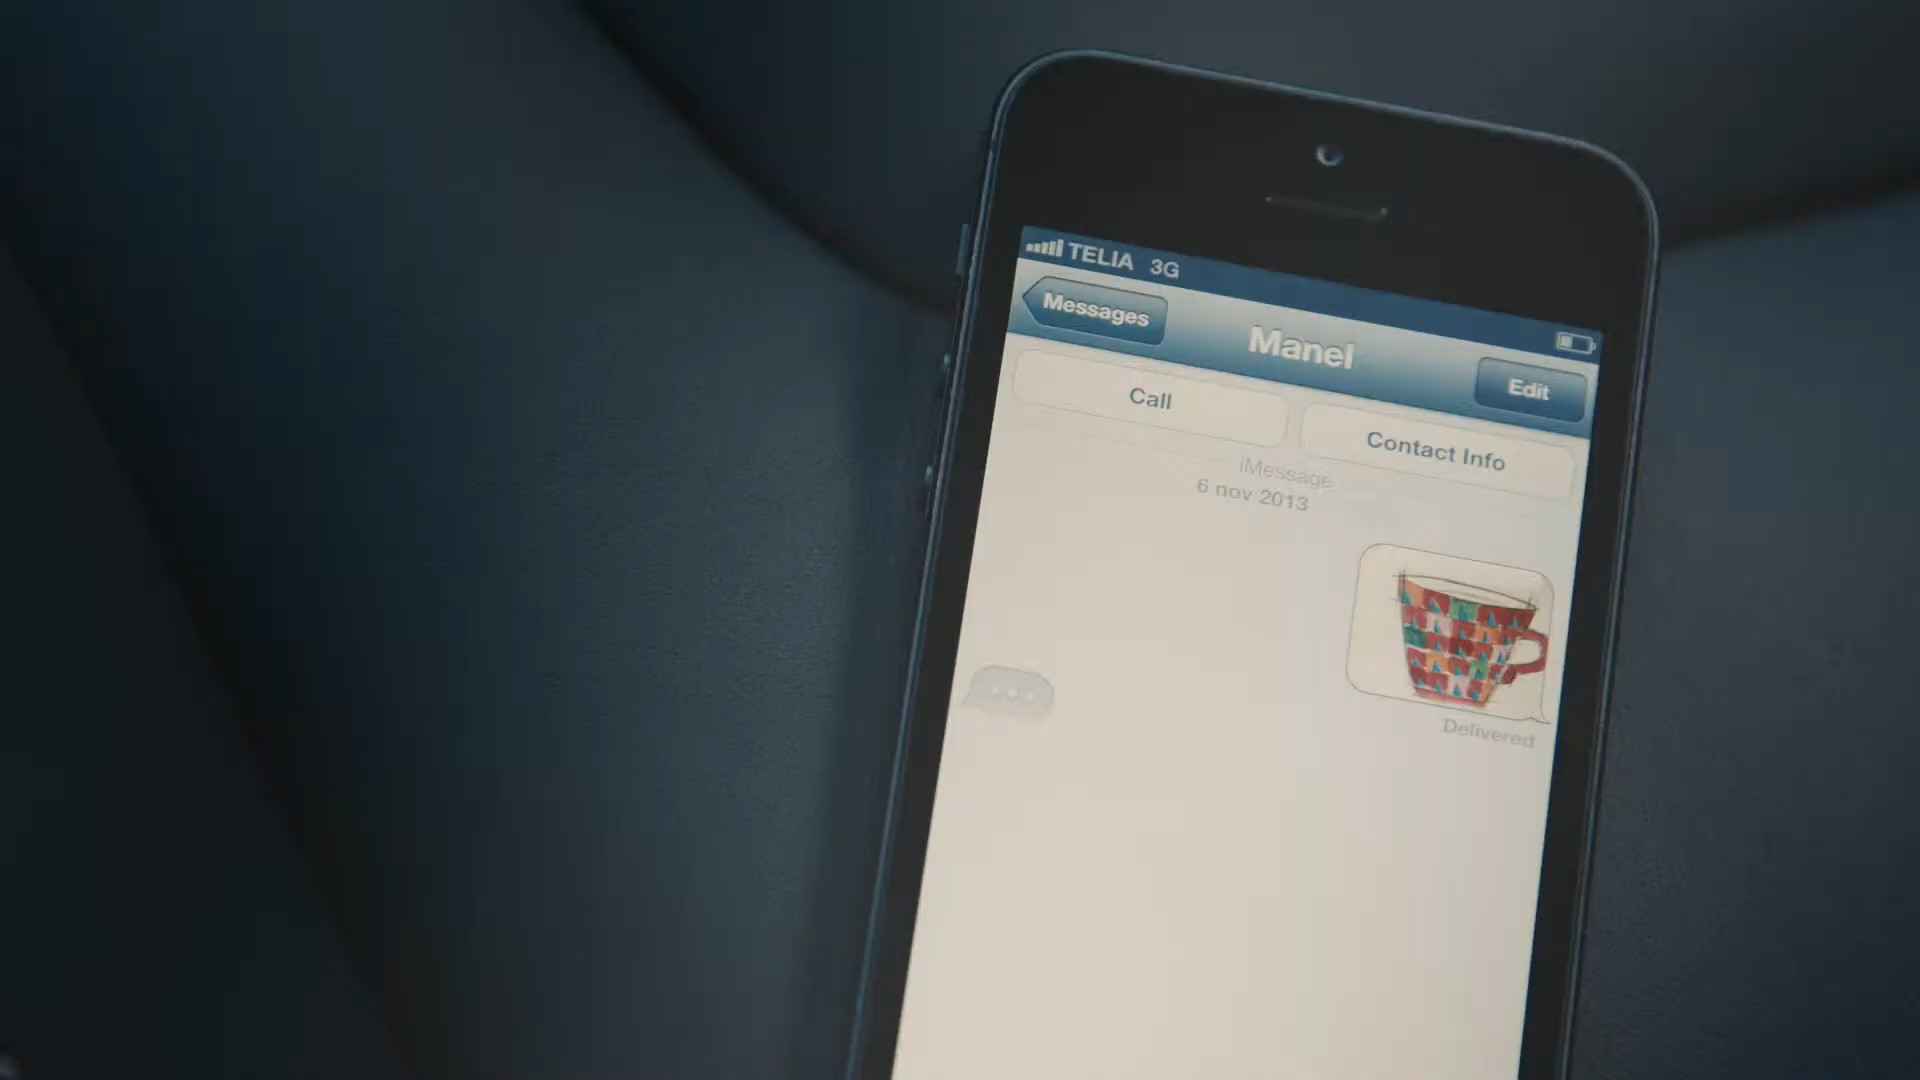 TELIA 3G
Messages
Manel
Edit
Call
Contact Info
iMessage
6 nov 2013
Delivered